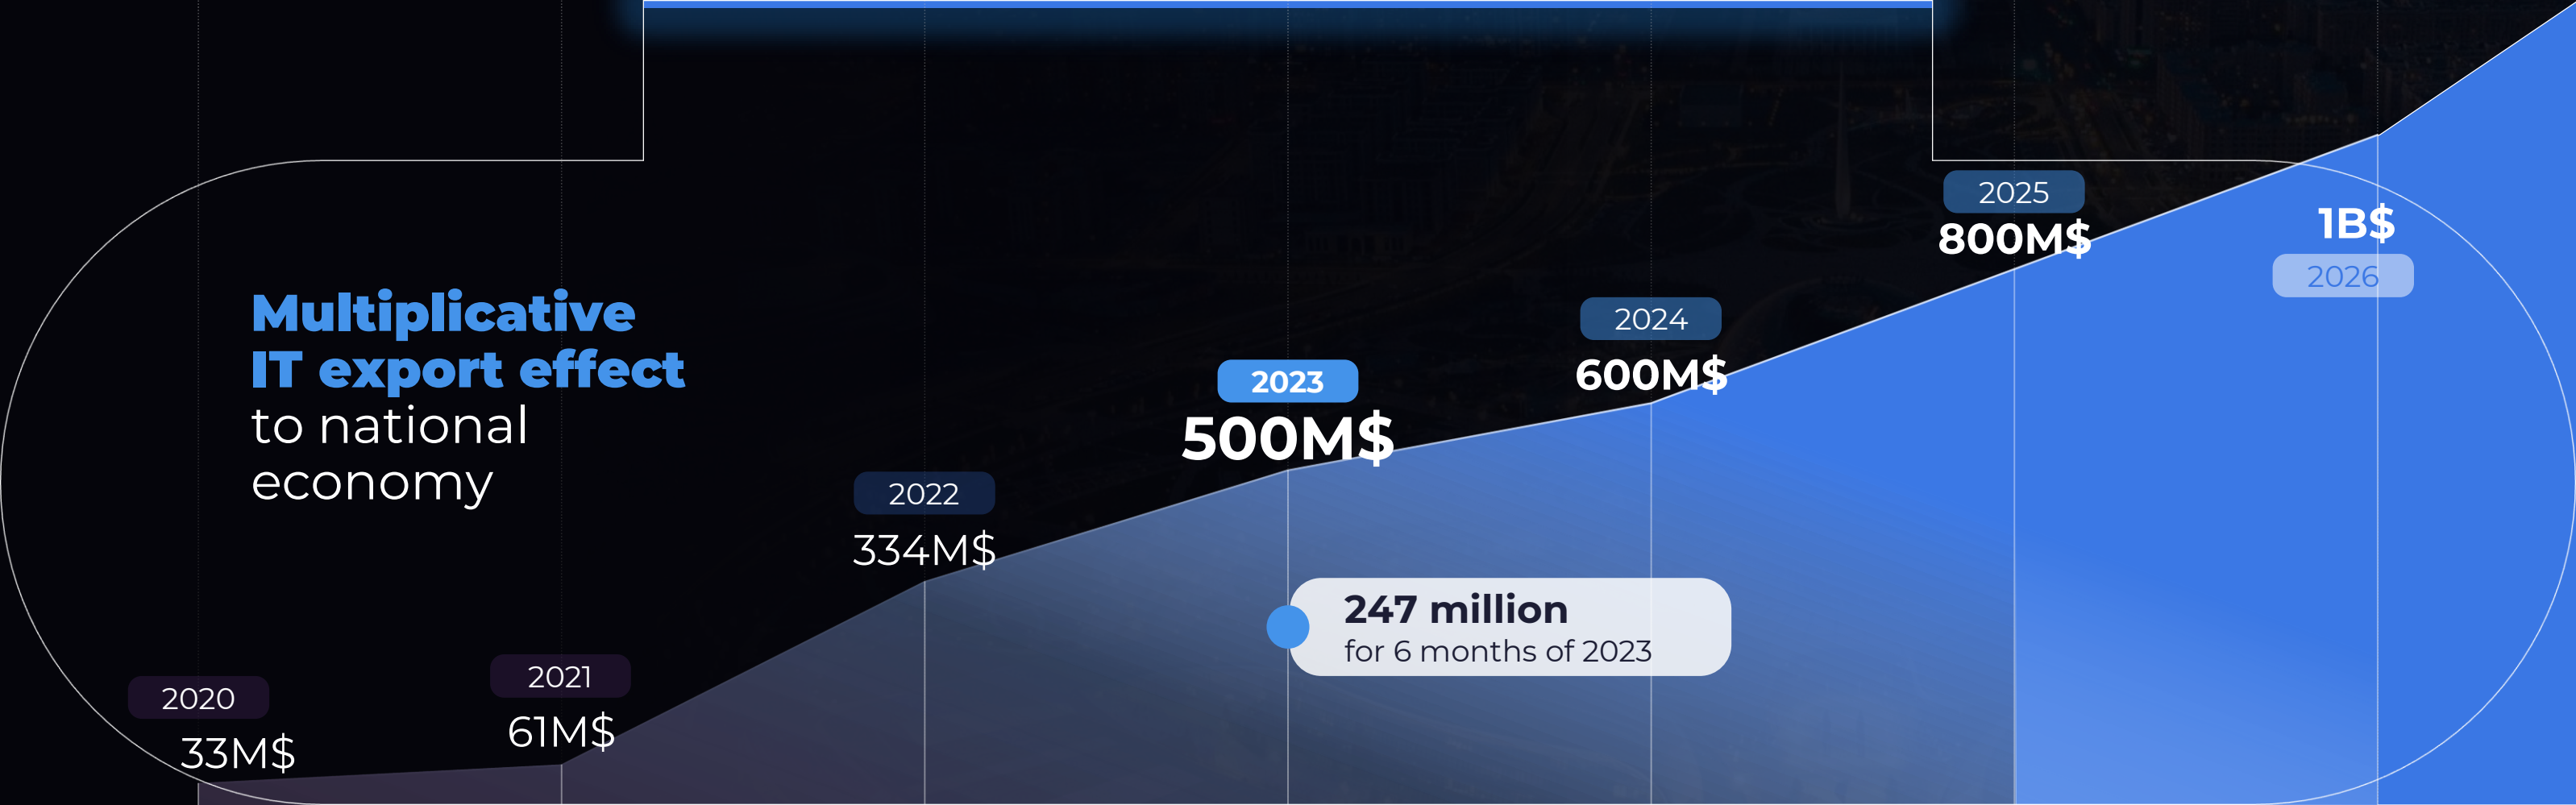 Multiplicative
IT export effect
to national
economy
2020
33M$
2021
61M$
2022
334M$
2023
500M$
247 million
for 6 months of 2023
2024
600M$
2025
800M$
1B$
2026